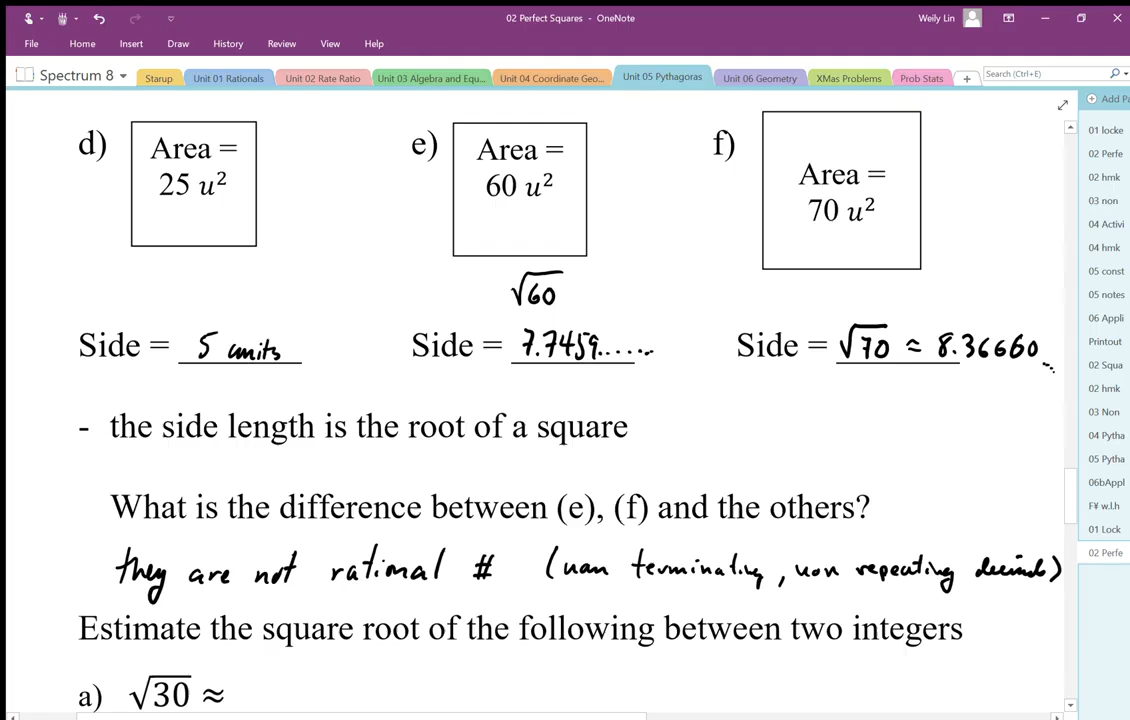 02 Perfect Squares - OneNote
Weily Lin
File Home Insert Draw History Review View Help
Spectrum 8
Starup
Unit 01 Rationals
Unit 02 Rate Ratio
Unit 03 Algebra and Equ...
Unit 04 Coordinate Geo...
Unit 05 Pythagoras
Unit 06 Geometry
XMas Problems
Prob Stats
Search (Ctrl+E)
d) Area = 25 u²
e) Area = 60 u²
f) Area = 70 u²
√60
Side = 5 units
Side = 7.7459......
Side = √70 ≈ 8.36660...
- the side length is the root of a square
What is the difference between (e), (f) and the others?
they are not rational # (non terminating, non repeating decimals)
Estimate the square root of the following between two integers
a) √30 ≈
Add Pa
01 locke
02 Perfe
02 hmk
03 non
04 Activi
04 hmk
05 const
05 notes
06 Appli
Printout
02 Squa
02 hmk
03 Non
04 Pytha
05 Pytha
06bAppl
F¥ w.l.h
01 Lock
02 Perfe